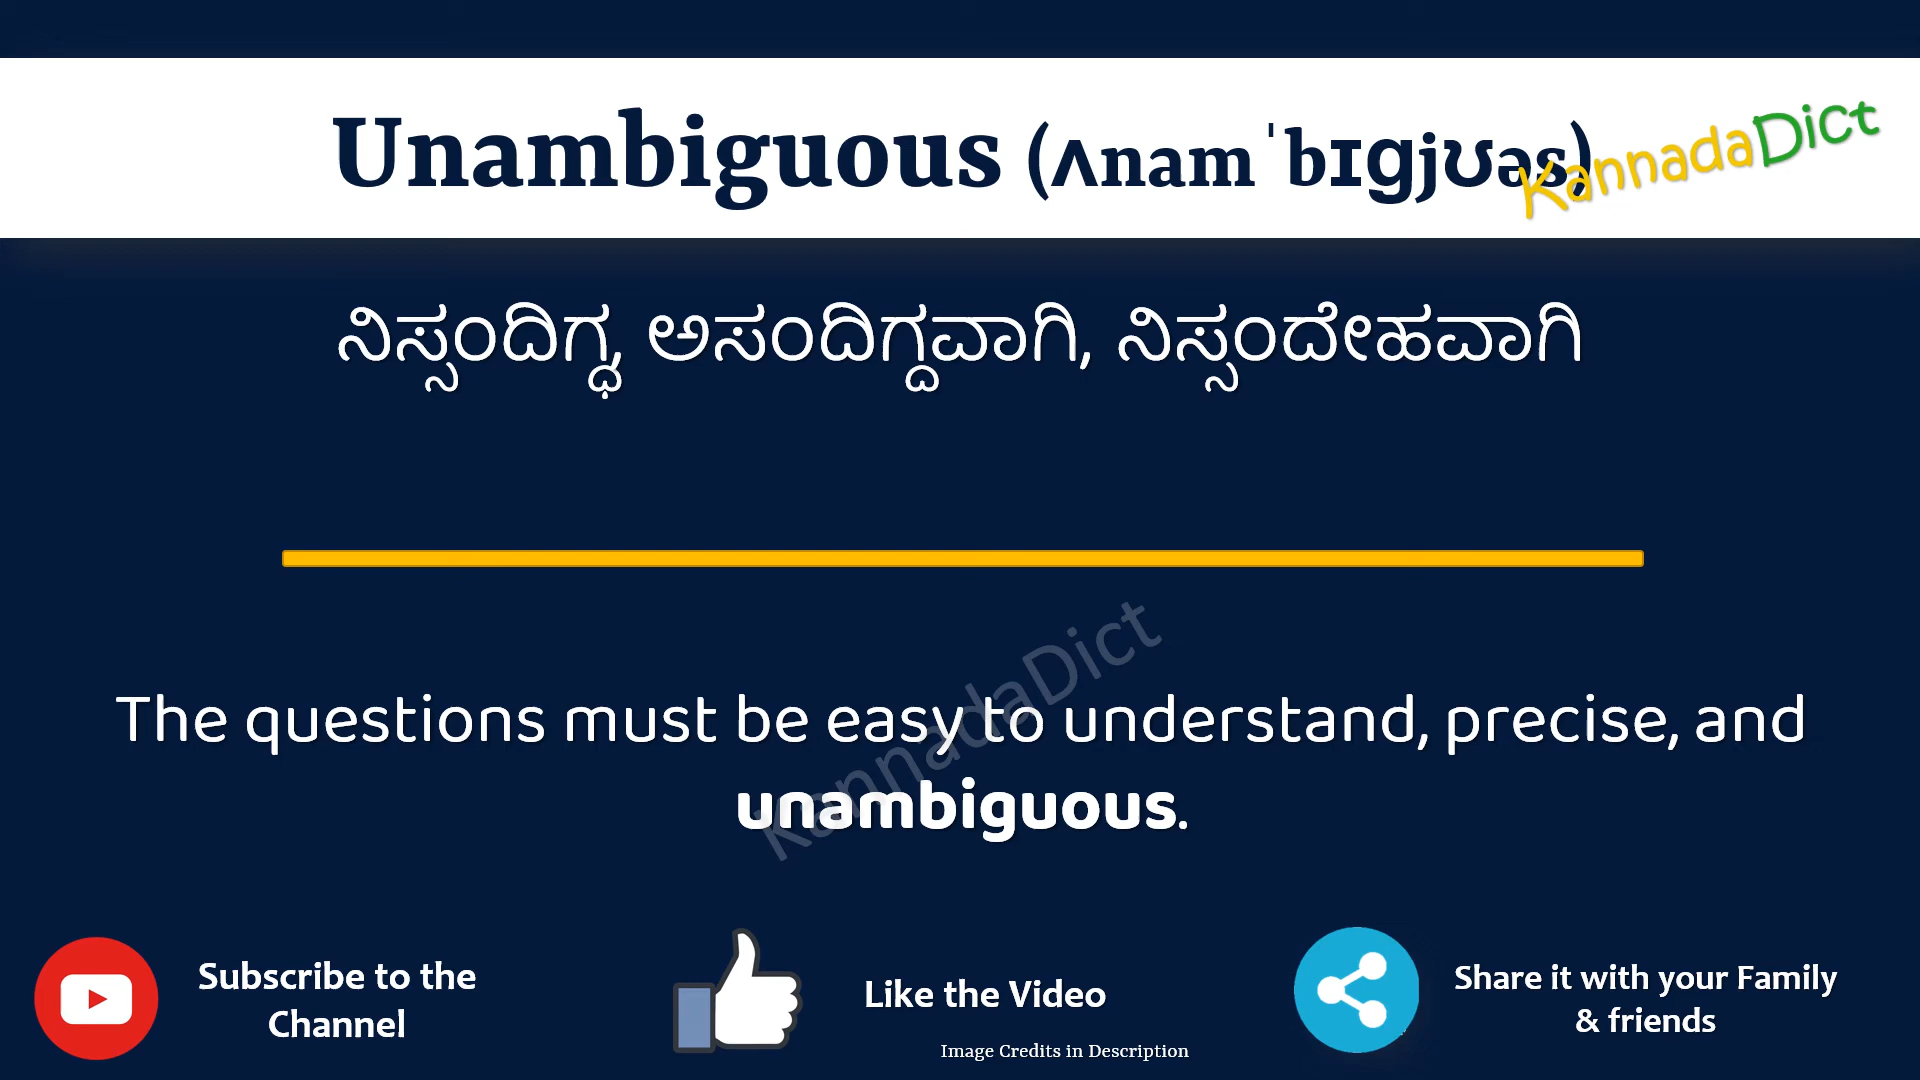 Unambiguous (ʌnamˈbɪɡjʊəs)
KannadaDict
ನಿಸ್ಸಂದಿಗ್ಧ, ಅಸಂದಿಗ್ದವಾಗಿ, ನಿಸ್ಸಂದೇಹವಾಗಿ
The questions must be easy to understand, precise, and
unambiguous.
KannadaDict
Subscribe to the
Channel
Like the Video
Share it with your Family
& friends
Image Credits in Description